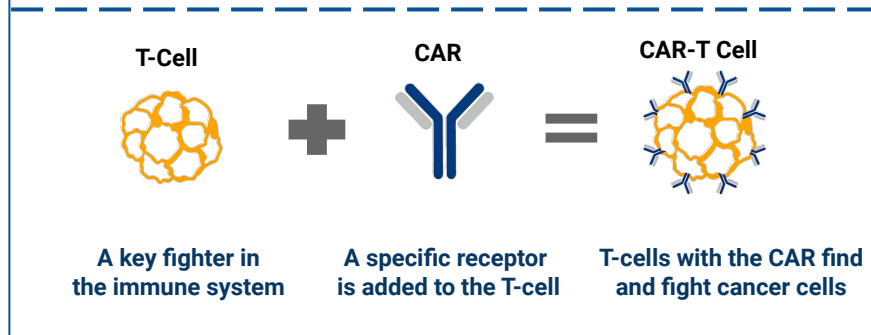 T-Cell
CAR
CAR-T Cell
A key fighter in
the immune system
A specific receptor
is added to the T-cell
T-cells with the CAR find
and fight cancer cells